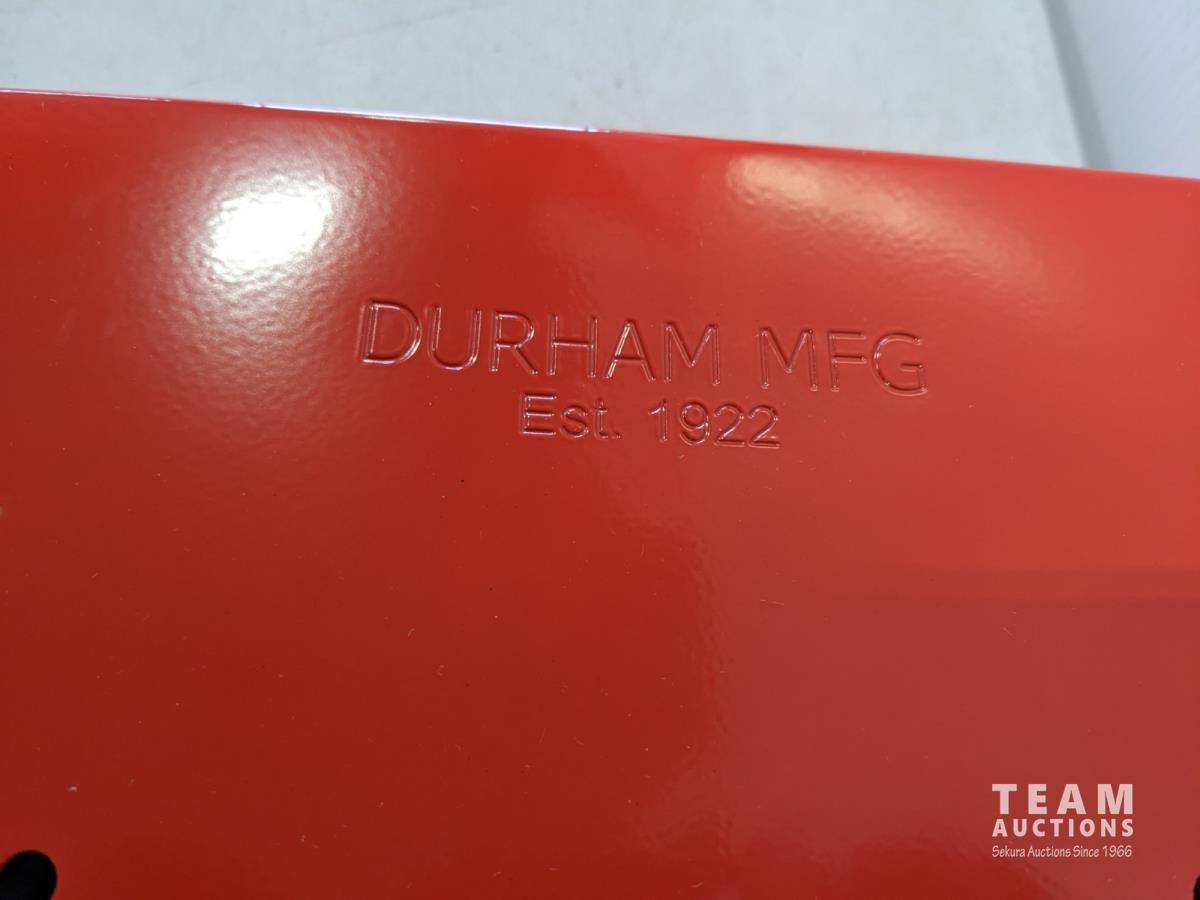 DURHAM MFG
Est. 1922
TEAM
AUCTIONS
Sekura Auctions Since 1966